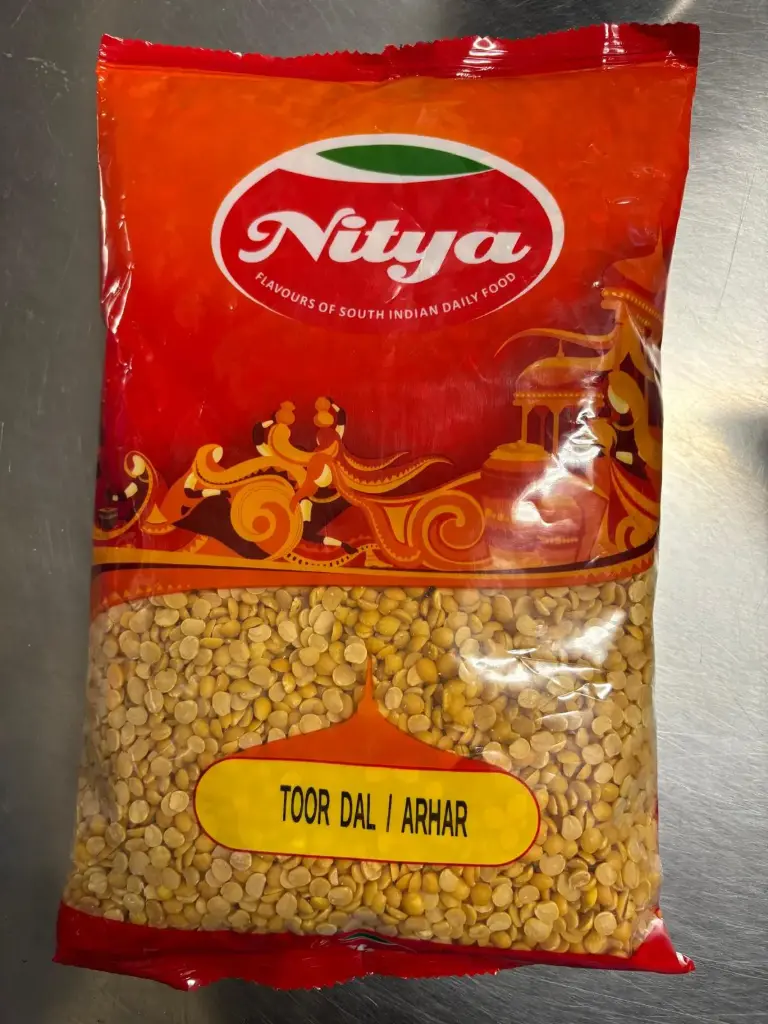 Nitya
FLAVOURS OF SOUTH INDIAN DAILY FOOD
TOOR DAL / ARHAR